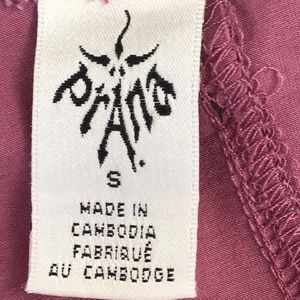 prAna
S
MADE IN
CAMBODIA
FABRIQUÉ
AU CAMBODGE